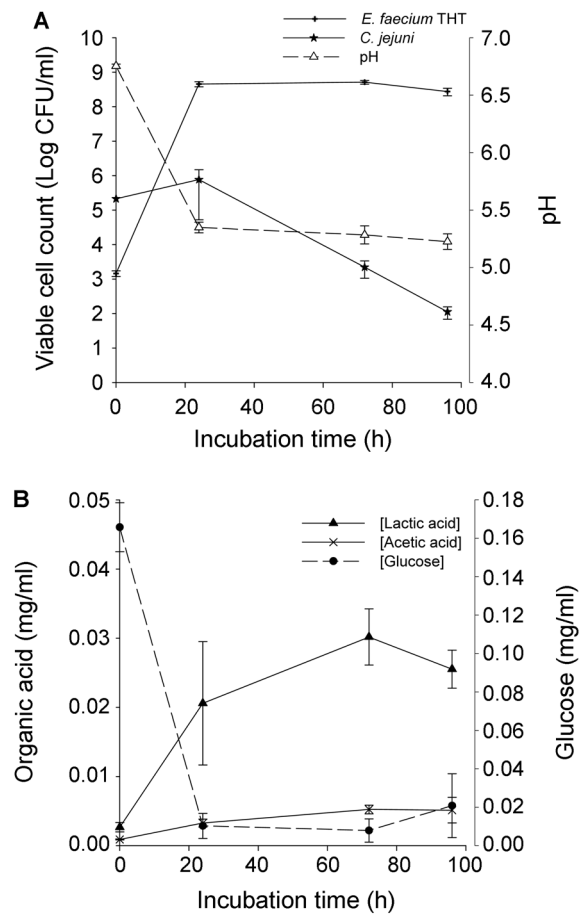 A
E. faecium THT
C. jejuni
pH
Viable cell count (Log CFU/ml)
10
9
8
7
6
5
4
3
2
1
0
7.0
6.5
6.0
5.5
5.0
4.5
4.0
pH
0 20 40 60 80 100
Incubation time (h)
B
[Lactic acid]
[Acetic acid]
[Glucose]
Organic acid (mg/ml)
0.05
0.04
0.03
0.02
0.01
0.00
0.18
0.16
0.14
0.12
0.10
0.08
0.06
0.04
0.02
0.00
Glucose (mg/ml)
0 20 40 60 80 100
Incubation time (h)